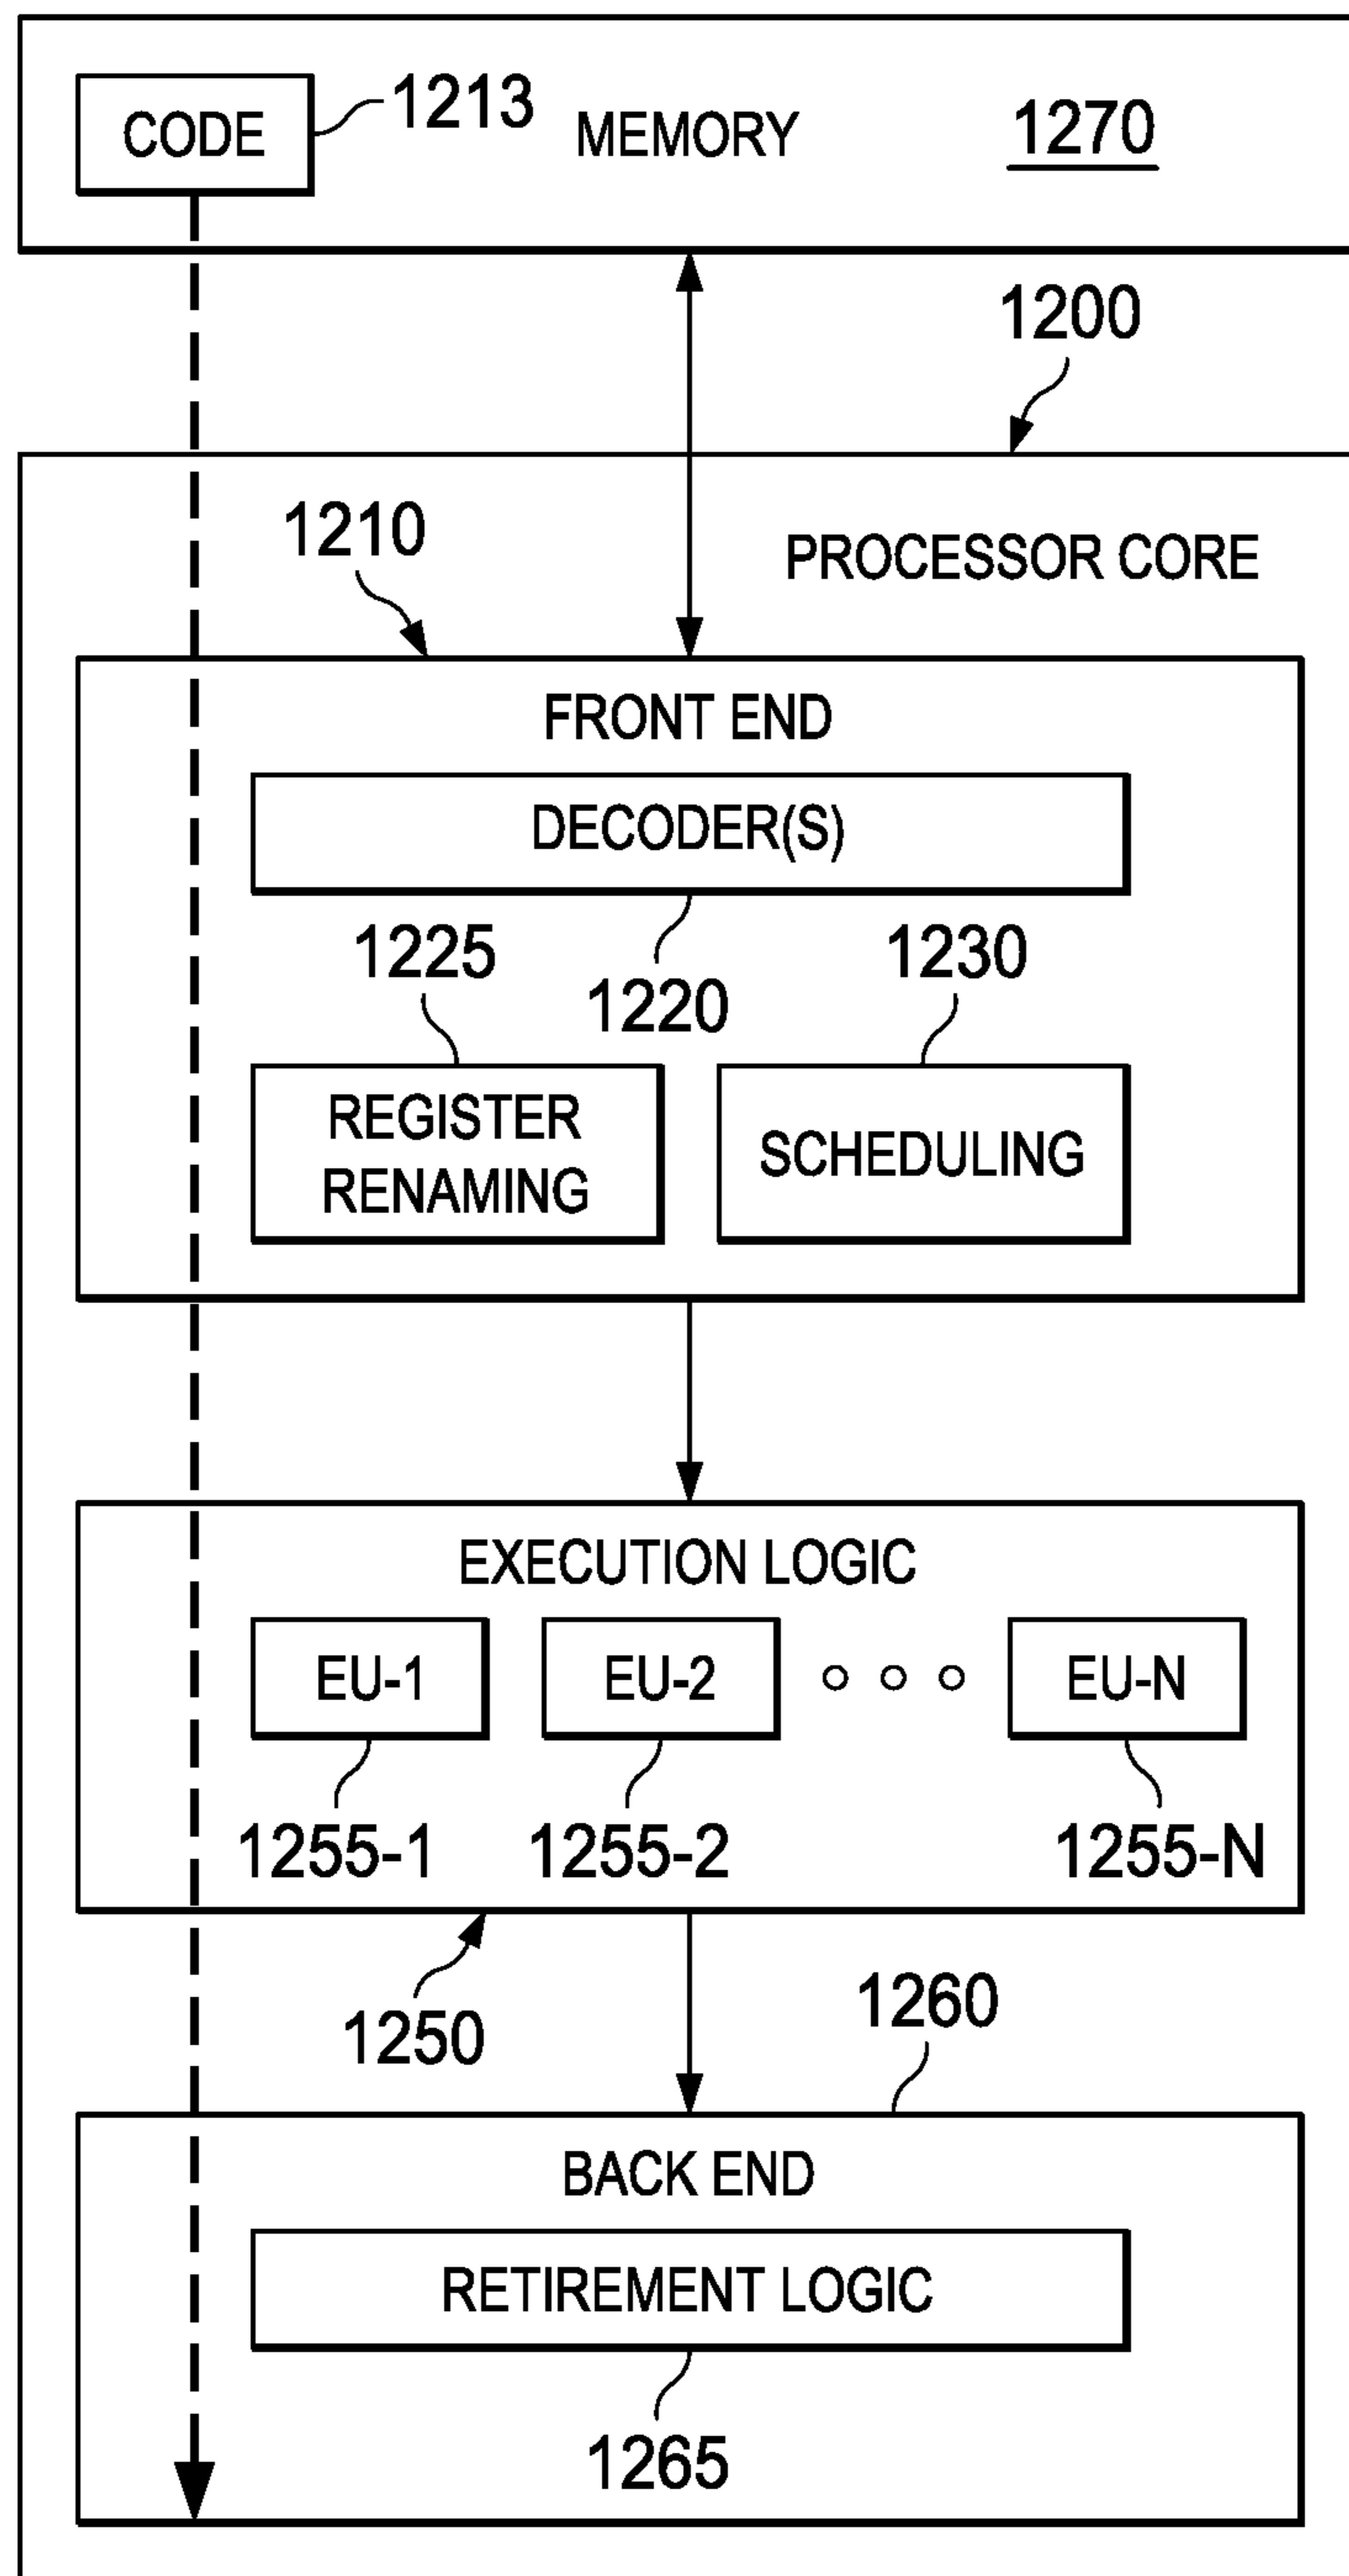 CODE
1213
MEMORY
1270
1200
PROCESSOR CORE
1210
FRONT END
DECODER(S)
1220
1225
1230
REGISTER
RENAMING
SCHEDULING
EXECUTION LOGIC
EU-1
EU-2
EU-N
1255-1
1255-2
1255-N
1250
1260
BACK END
RETIREMENT LOGIC
1265